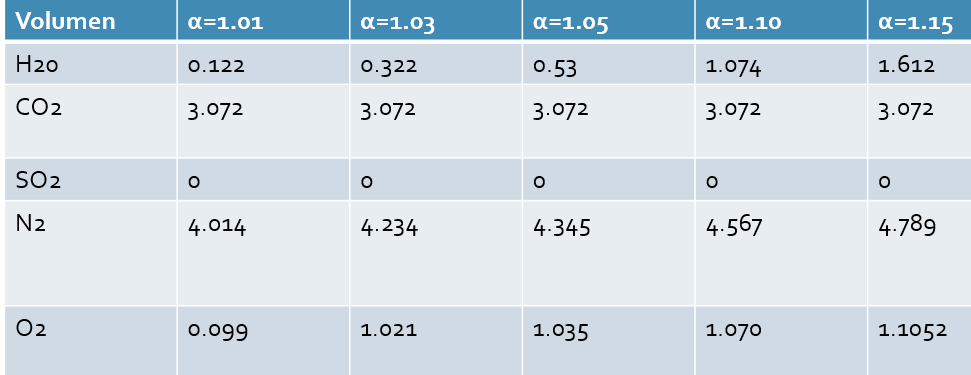 Volumen α=1.01 α=1.03 α=1.05 α=1.10 α=1.15
H20 0.122 0.322 0.53 1.074 1.612
CO2 3.072 3.072 3.072 3.072 3.072
SO2 0 0 0 0 0
N2 4.014 4.234 4.345 4.567 4.789
O2 0.099 1.021 1.035 1.070 1.1052